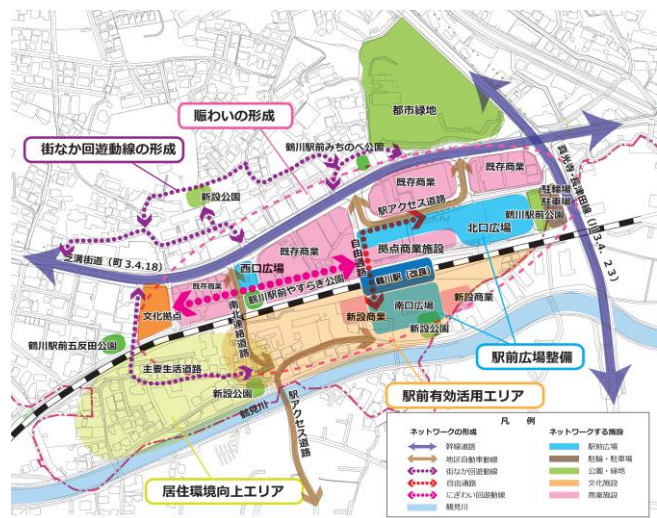 都市緑地
賑わいの形成
街なか回遊動線の形成
鶴川駅前みちのべ公園
新設公園
既存商業
既存商業
駅アクセス道路
駐輪場
駐車場
鶴川駅前公園
北口広場
拠点商業施設
自由通路
既存商業
西口広場
芝溝街道（町3.4.18）
真光寺・長津田線（川3.4.23）
既存商業
鶴川駅前やすらぎ公園
鶴川駅（改良）
文化拠点
南北連絡道路
新設商業
南口広場
新設商業
新設公園
鶴川駅前五反田公園
主要生活道路
新設公園
駅前広場整備
駅前有効活用エリア
鶴見川
駅アクセス道路
居住環境向上エリア
凡 例
ネットワークの形成
幹線道路
地区自動車動線
街なか回遊動線
自由通路
にぎわい回遊動線
鶴見川
ネットワークする施設
駅前広場
駐輪・駐車場
公園・緑地
文化施設
商業施設